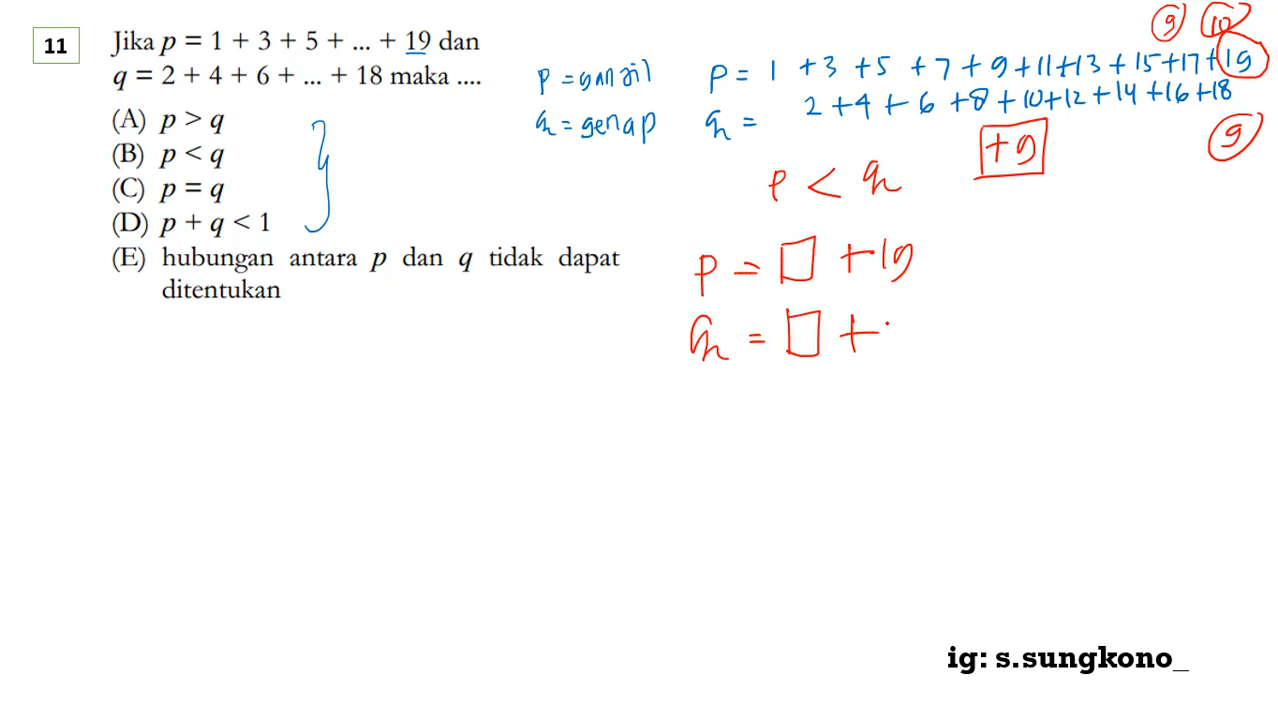 11
Jika p = 1 + 3 + 5 + ... + 19 dan
q = 2 + 4 + 6 + ... + 18 maka ....
(A) p > q
(B) p < q
(C) p = q
(D) p + q < 1
(E) hubungan antara p dan q tidak dapat
ditentukan
p = ganjil
q = genap
9 10
p = 1 + 3 + 5 + 7 + 9 + 11 + 13 + 15 + 17 + 19
q = 2 + 4 + 6 + 8 + 10 + 12 + 14 + 16 + 18
+9
9
p < q
p = □ + 19
q = □ +
ig: s.sungkono_